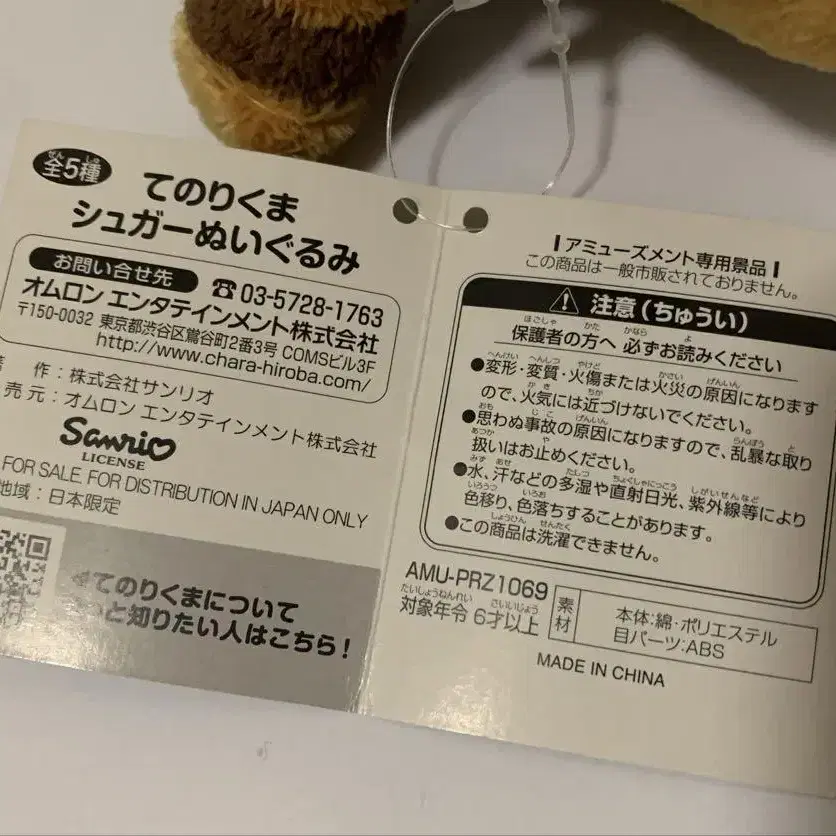 全5種
てのりくま
シュガーぬいぐるみ
お問い合せ先
☎03-5728-1763
オムロン エンタテインメント株式会社
〒150-0032 東京都渋谷区鶯谷町2番3号 COMSビル3F
http://www.chara-hiroba.com/
作：株式会社サンリオ
売元：オムロン エンタテインメント株式会社
Sanrio
LICENSE
FOR SALE. FOR DISTRIBUTION IN JAPAN ONLY
地域：日本限定
てのりくまについて
と知りたい人はこちら！
アミューズメント専用景品
この商品は一般市販されておりません。
注意（ちゅうい）
保護者の方へ 必ずお読みください
●変形・変質・火傷または火災の原因になります
ので、火気には近づけないでください。
●思わぬ事故の原因になりますので、乱暴な取り
扱いはお止めください。
●水、汗などの多湿や直射日光、紫外線等により
色移り、色落ちすることがあります。
●この商品は洗濯できません。
AMU-PRZ1069
対象年令 6才以上
素材
本体：綿・ポリエステル
目パーツ：ABS
MADE IN CHINA